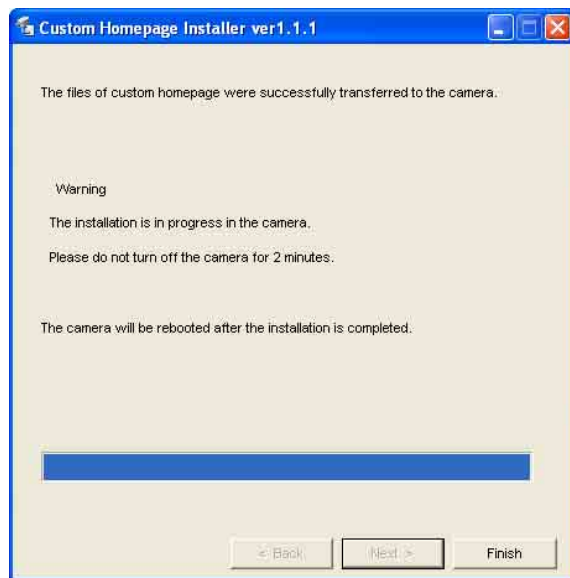 Custom Homepage Installer ver1.1.1
The files of custom homepage were successfully transferred to the camera.
Warning
The installation is in progress in the camera.
Please do not turn off the camera for 2 minutes.
The camera will be rebooted after the installation is completed.
< Back
Next >
Finish